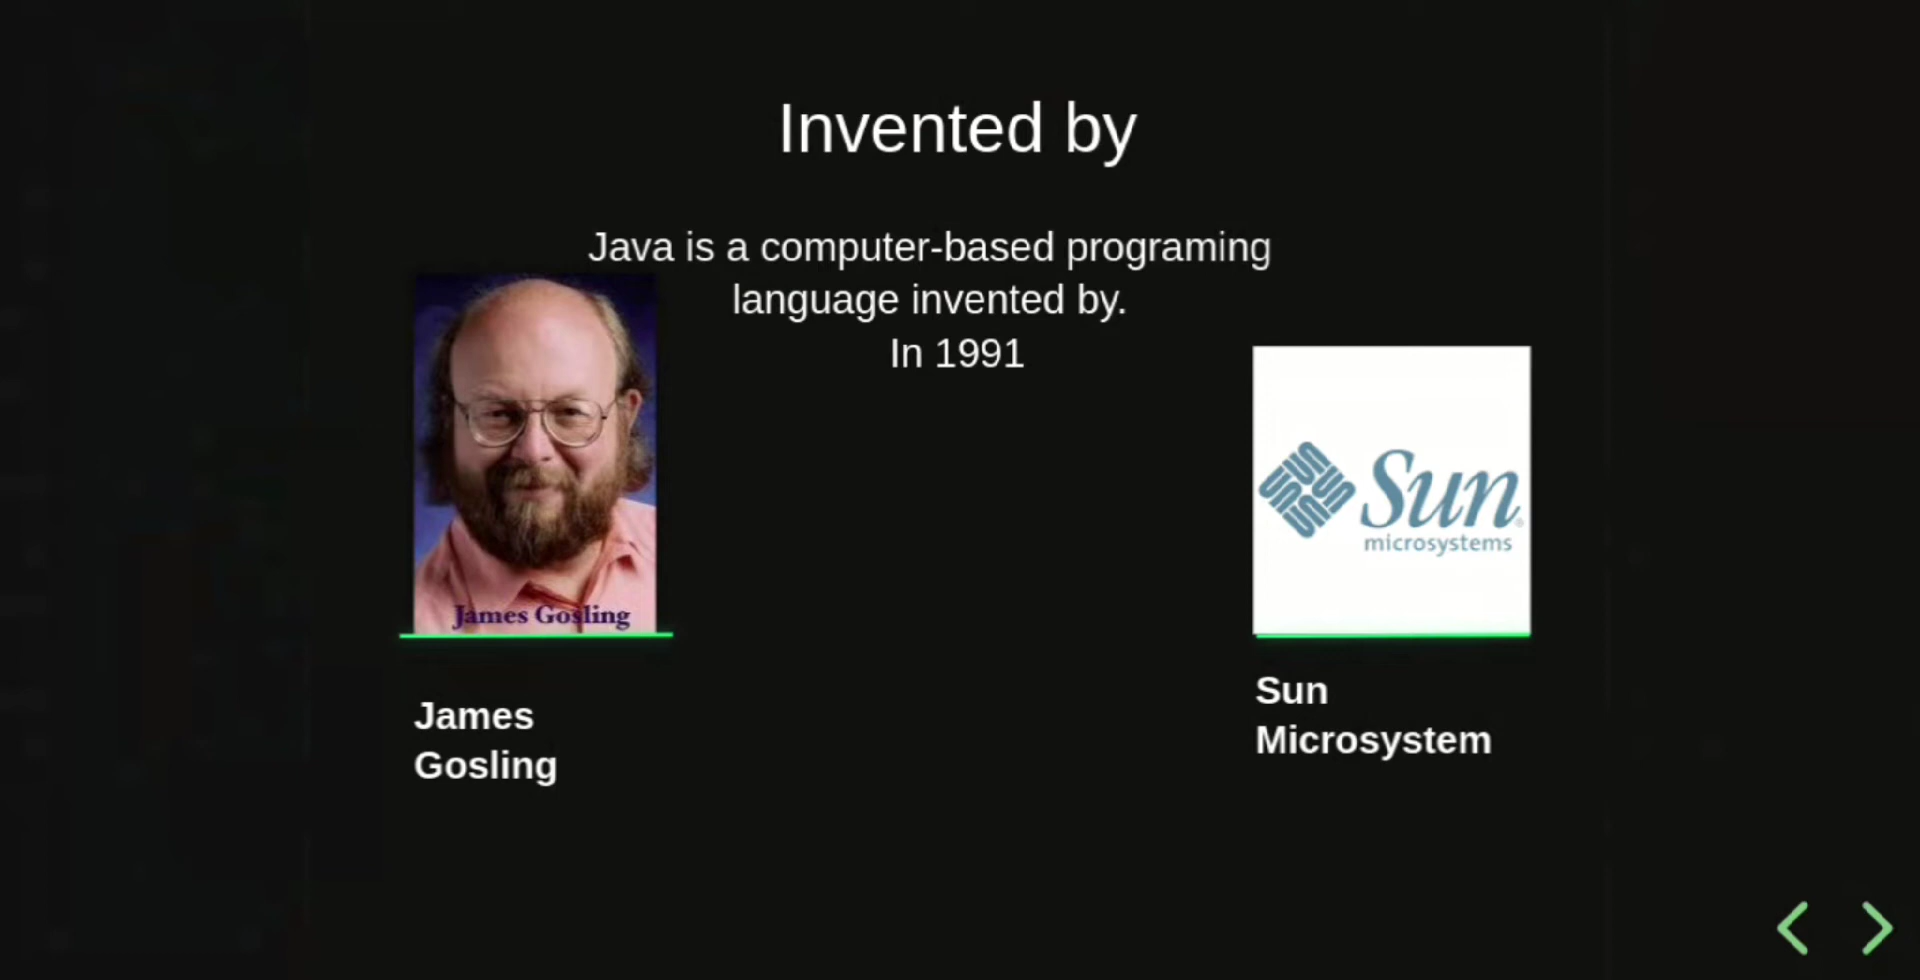 Invented by
Java is a computer-based programing
language invented by.
In 1991
James Gosling
James
Gosling
Sun
microsystems
Sun
Microsystem